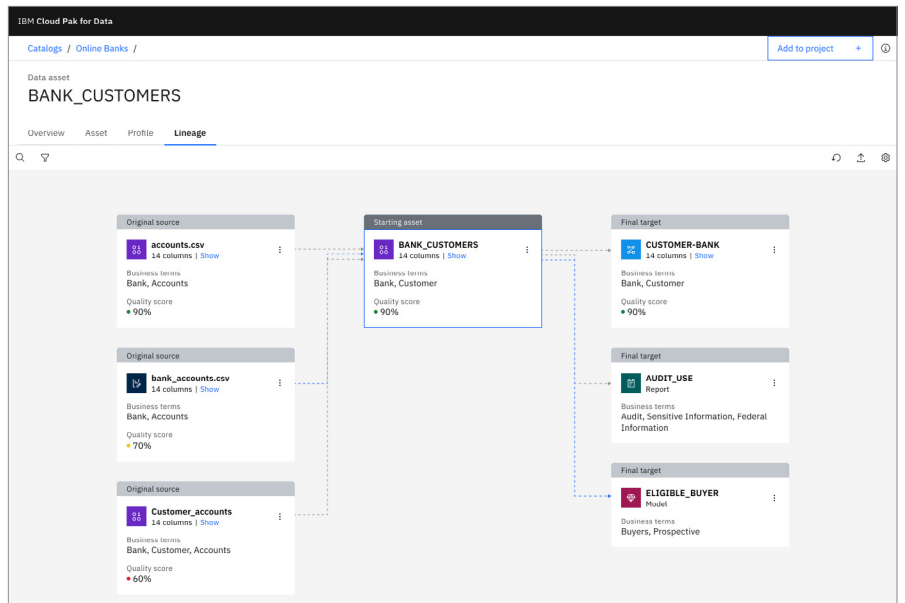 IBM Cloud Pak for Data
Catalogs / Online Banks /
Add to project +
Data asset
BANK_CUSTOMERS
Overview Asset Profile Lineage
Original source
accounts.csv
14 columns | Show
Business terms
Bank, Accounts
Quality score
90%
Original source
bank_accounts.csv
14 columns | Show
Business terms
Bank, Accounts
Quality score
70%
Original source
Customer_accounts
14 columns | Show
Business terms
Bank, Customer, Accounts
Quality score
60%
Starting asset
BANK_CUSTOMERS
14 columns | Show
Business terms
Bank, Customer
Quality score
90%
Final target
CUSTOMER-BANK
14 columns | Show
Business terms
Bank, Customer
Quality score
90%
Final target
AUDIT_USE
Report
Business terms
Audit, Sensitive Information, Federal
Information
Final target
ELIGIBLE_BUYER
Model
Business terms
Buyers, Prospective